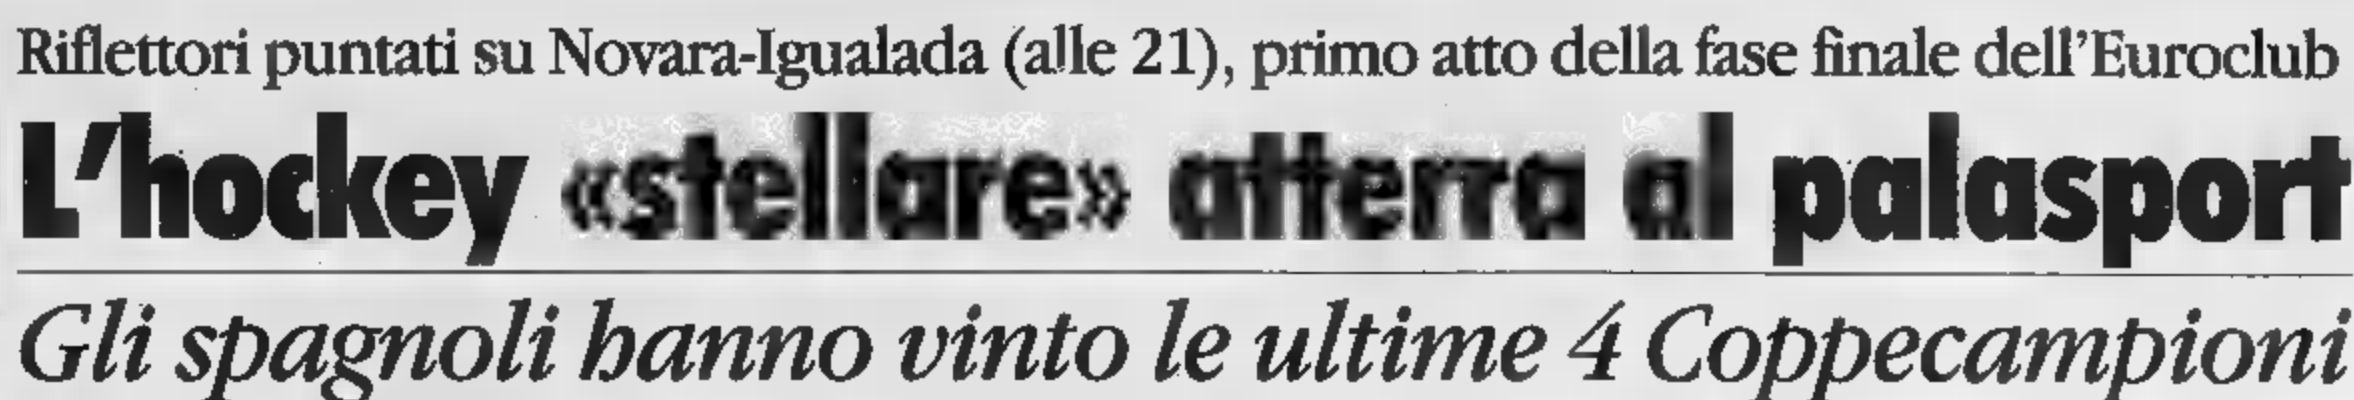 Riflettori puntati su Novara-Igualada (alle 21), primo atto della fase finale dell'Euroclub
L'hockey «stellare» atterra al palasport
Gli spagnoli hanno vinto le ultime 4 Coppecampioni